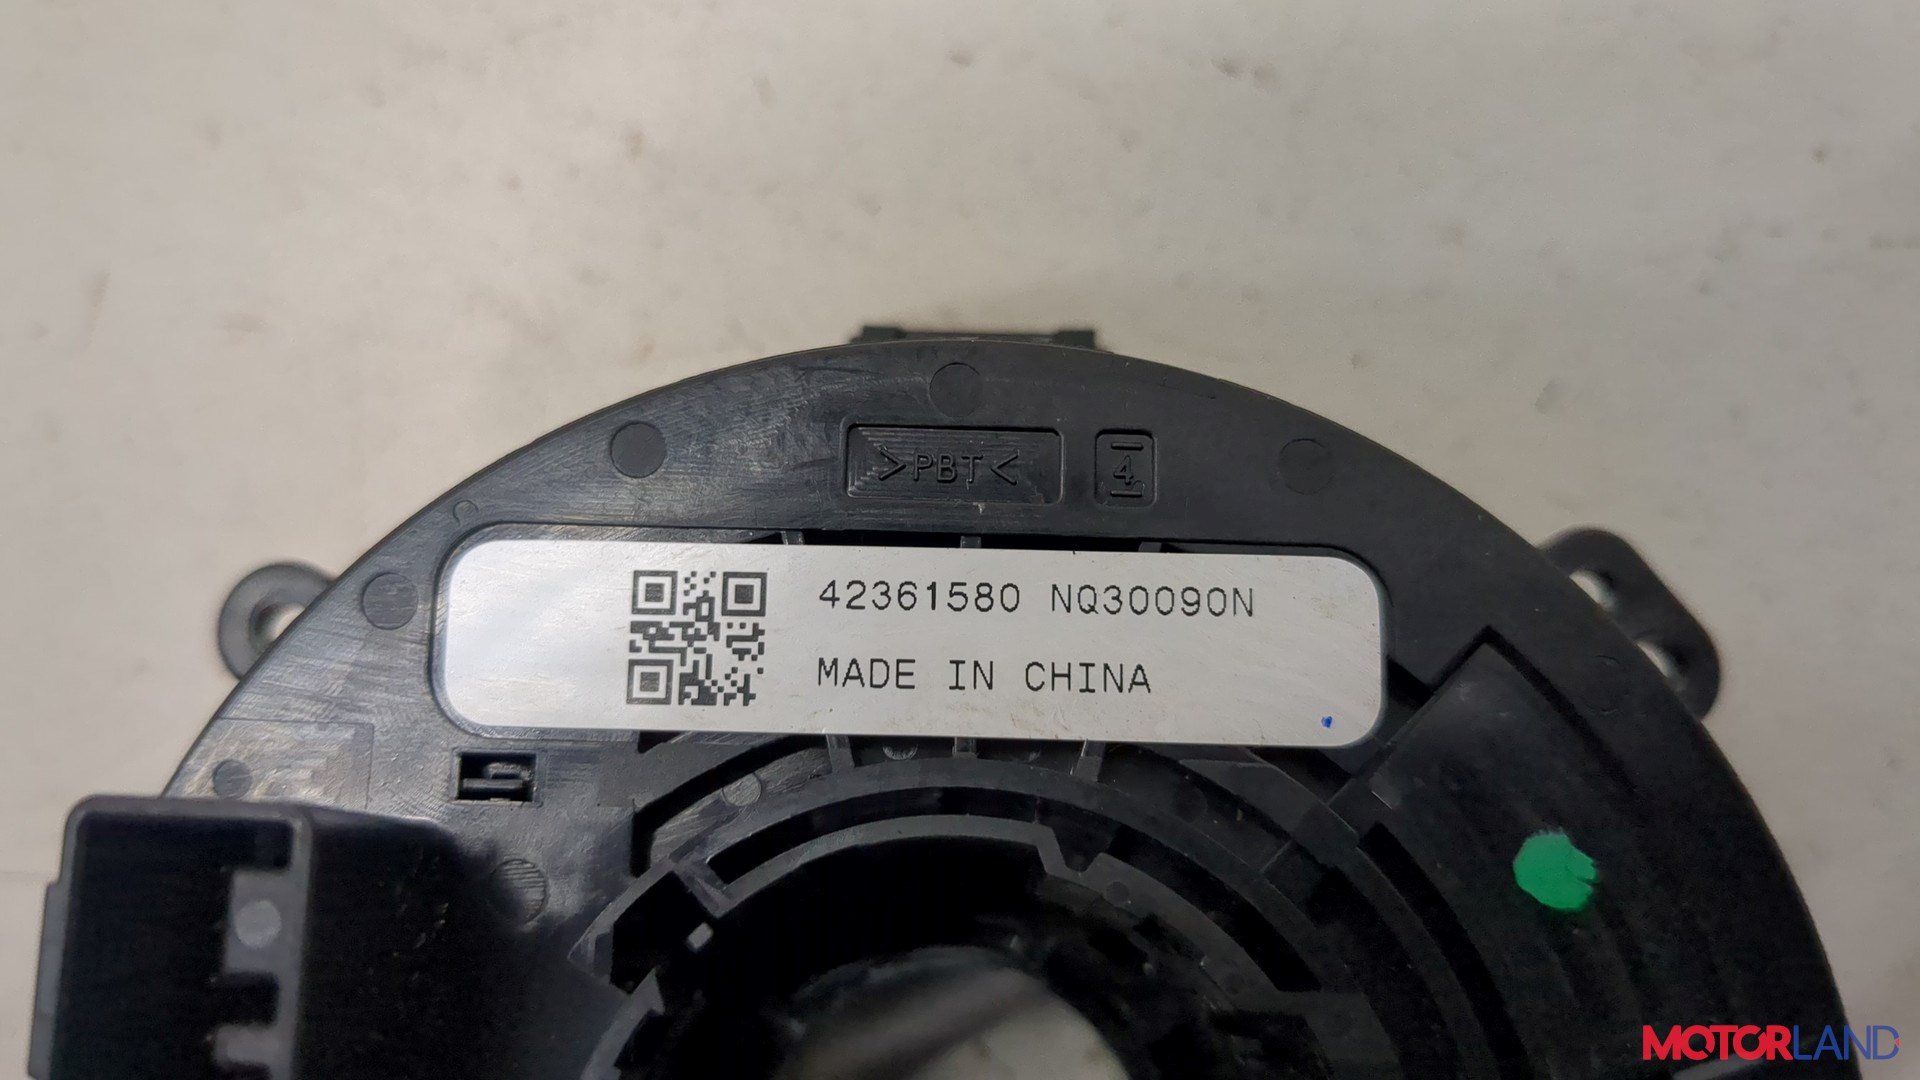 >PBT<
4
42361580 NQ30090N
MADE IN CHINA
MOTORLAND